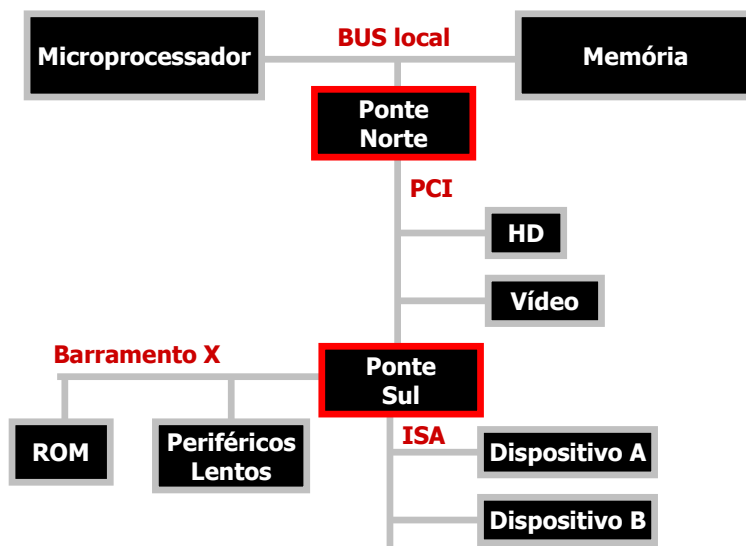 BUS local
Microprocessador
Memória
Ponte
Norte
PCI
HD
Vídeo
Barramento X
Ponte
Sul
ROM
Periféricos
Lentos
ISA
Dispositivo A
Dispositivo B